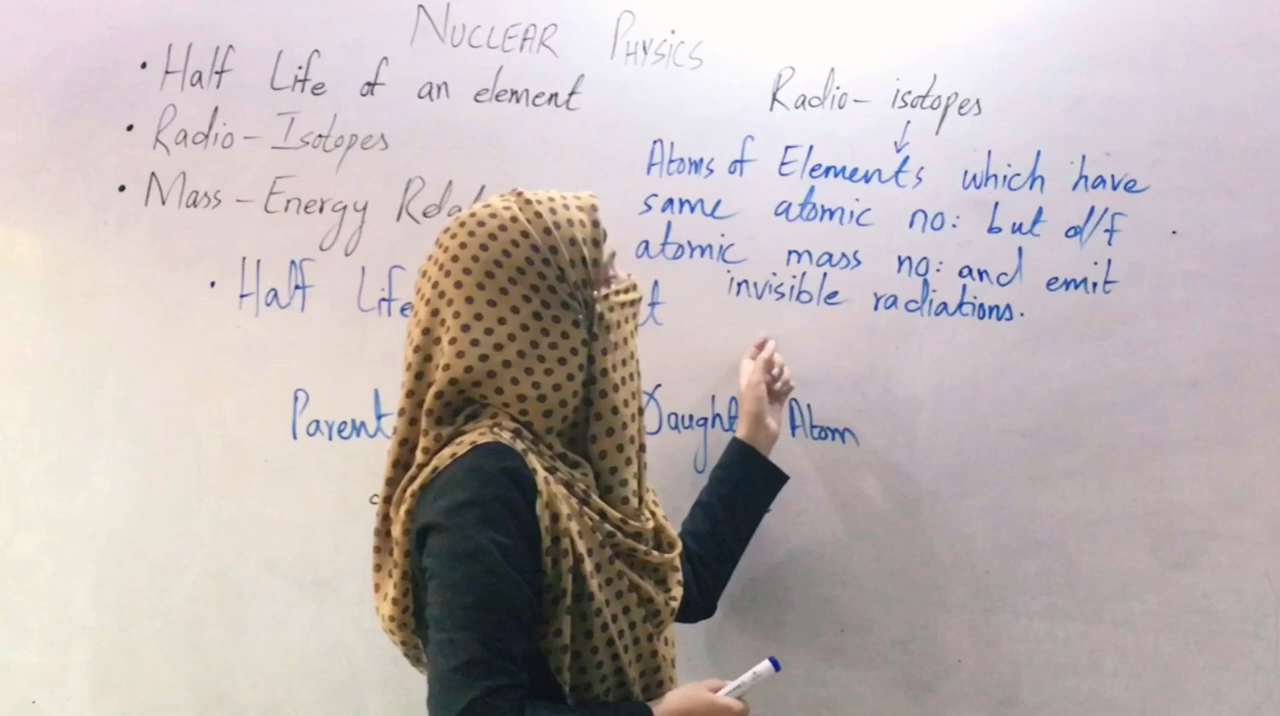 NUCLEAR PHYSICS
• Half Life of an element
• Radio-Isotopes
• Mass-Energy
• Half Life
Parent
Radio-isotopes
↓
Atoms of Elements which have
same atomic no: but d/f
atomic mass no: and emit
invisible radiations.
Atom